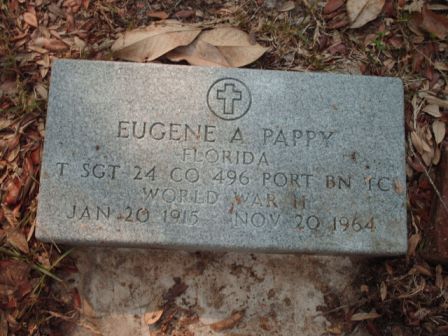 EUGENE A PAPPY
FLORIDA
T SGT 24 CO 496 PORT BN TC
WORLD WAR II
JAN 20 1915 NOV 20 1964